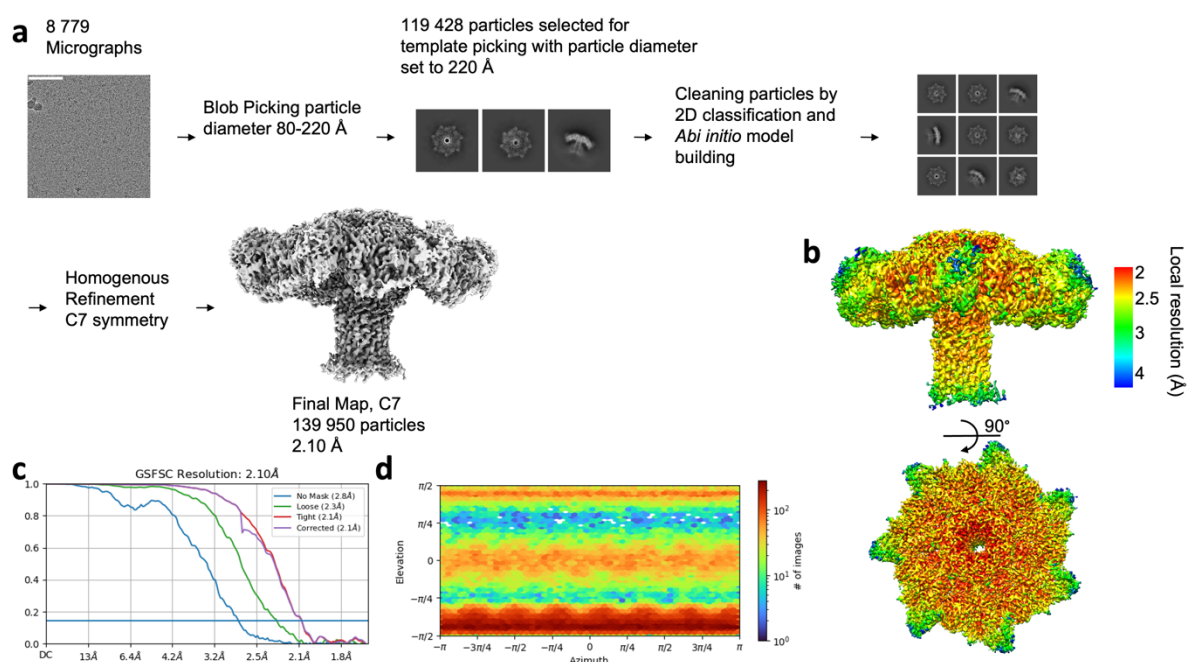 a
8 779
Micrographs
Blob Picking particle
diameter 80-220 Å
119 428 particles selected for
template picking with particle diameter
set to 220 Å
Cleaning particles by
2D classification and
Abi initio model
building
Homogenous
Refinement
C7 symmetry
Final Map, C7
139 950 particles
2.10 Å
b
2
2.5
3
4
Local resolution (Å)
90°
c
GSFSC Resolution: 2.10Å
1.0
0.8
0.6
0.4
0.2
0.0
No Mask (2.8Å)
Loose (2.3Å)
Tight (2.1Å)
Corrected (2.1Å)
DC 13Å 6.4Å 4.2Å 3.2Å 2.5Å 2.1Å 1.8Å
d
Elevation
π/2
π/4
0
−π/4
−π/2
−π −3π/4 −π/2 −π/4 0 π/4 π/2 3π/4 π
Azimuth
10²
10¹
10⁰
# of images